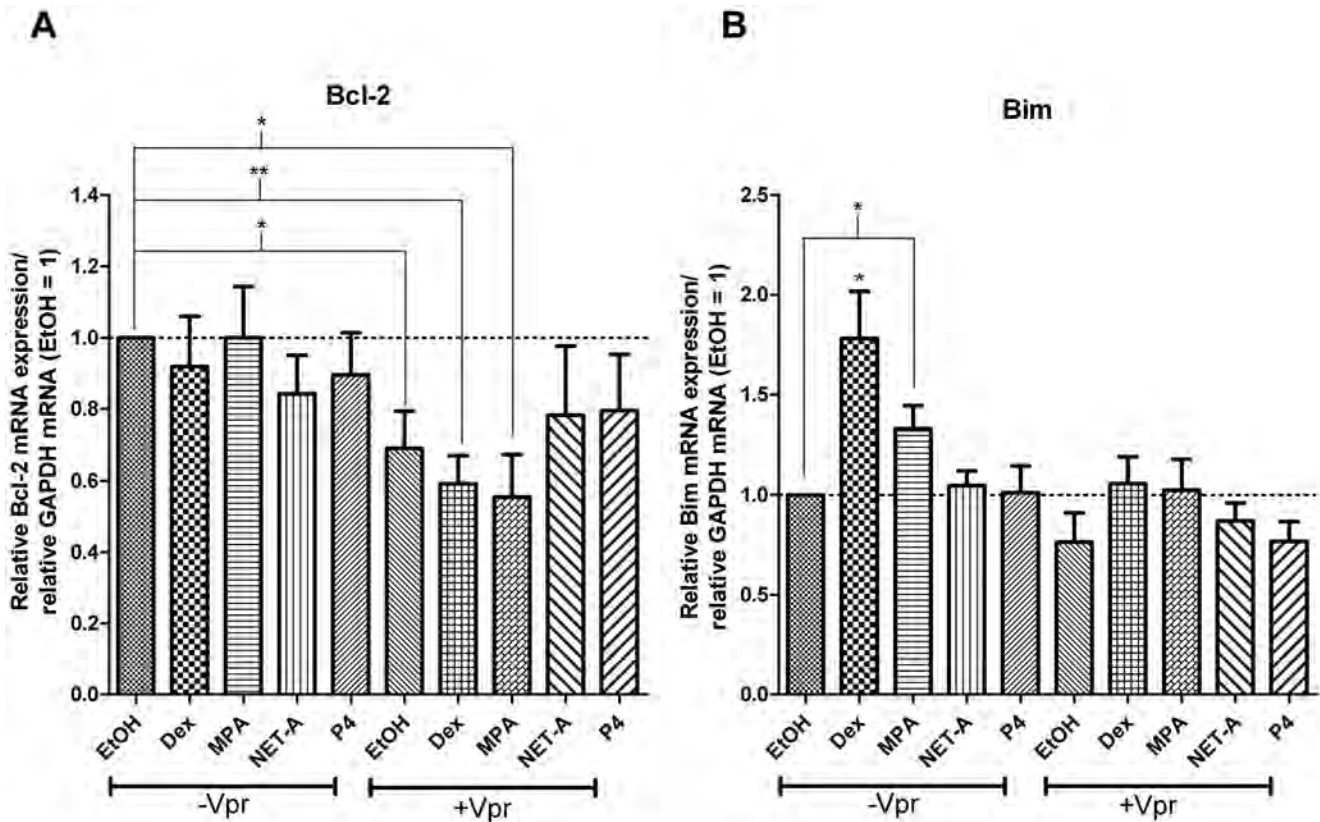 A
Bcl-2
*
**
*
Relative Bcl-2 mRNA expression/
relative GAPDH mRNA (EtOH = 1)
1.4
1.2
1.0
0.8
0.6
0.4
0.2
0.0
EtOH
Dex
MPA
NET-A
P4
EtOH
Dex
MPA
NET-A
P4
-Vpr
+Vpr
B
Bim
*
*
Relative Bim mRNA expression/
relative GAPDH mRNA (EtOH = 1)
2.5
2.0
1.5
1.0
0.5
0.0
EtOH
Dex
MPA
NET-A
P4
EtOH
Dex
MPA
NET-A
P4
-Vpr
+Vpr